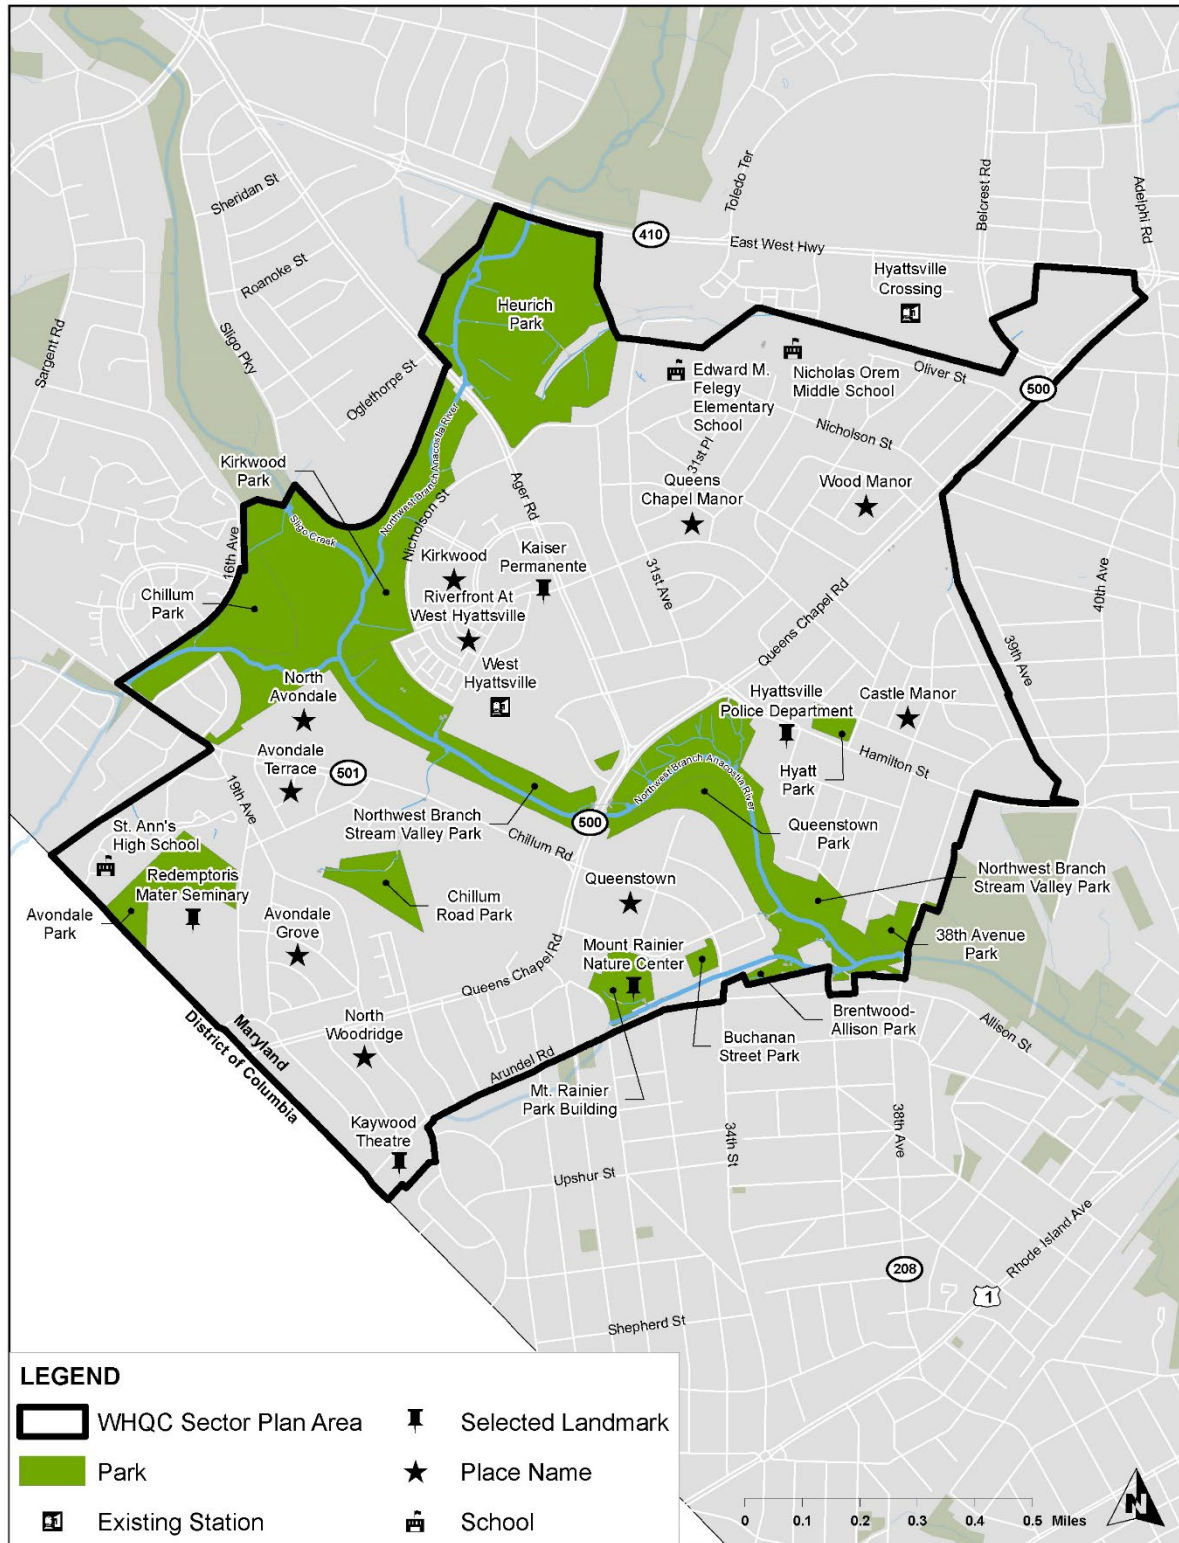 410
East West Hwy
Toledo Ter
Belcrest Rd
Adelphi Rd
Sheridan St
Roanoke St
Sligo Pky
Sargent Rd
Oglethorpe St
Heurich
Park
Hyattsville
Crossing
Edward M.
Felegy
Elementary
School
Nicholas Orem
Middle School
Oliver St
500
Nicholson St
31st Pl
Kirkwood
Park
Northwest Branch Anacostia River
Nicholson St
Ager Rd
Queens
Chapel Manor
Wood Manor
Sligo Creek
16th Ave
Chillum
Park
Kirkwood
Kaiser
Permanente
Riverfront At
West Hyattsville
31st Ave
Queens Chapel Rd
40th Ave
39th Ave
West
Hyattsville
North
Avondale
Hyattsville
Police Department
Castle Manor
Avondale
Terrace
501
Hyatt
Park
Hamilton St
19th Ave
Northwest Branch
Stream Valley Park
Northwest Branch Anacostia River
500
Chillum Rd
Queenstown
Park
St. Ann's
High School
Redemptoris
Mater Seminary
Avondale
Park
Avondale
Grove
Chillum
Road Park
Queenstown
Northwest Branch
Stream Valley Park
38th Avenue
Park
Queens Chapel Rd
Mount Rainier
Nature Center
Brentwood-
Allison Park
Buchanan
Street Park
Allison St
North
Woodridge
Maryland
District of Columbia
Arundel Rd
Mt. Rainier
Park Building
Kaywood
Theatre
34th St
38th Ave
Upshur St
Rhode Island Ave
208
1
Shepherd St
LEGEND
WHQC Sector Plan Area
Selected Landmark
Park
Place Name
Existing Station
School
0 0.1 0.2 0.3 0.4 0.5 Miles
N